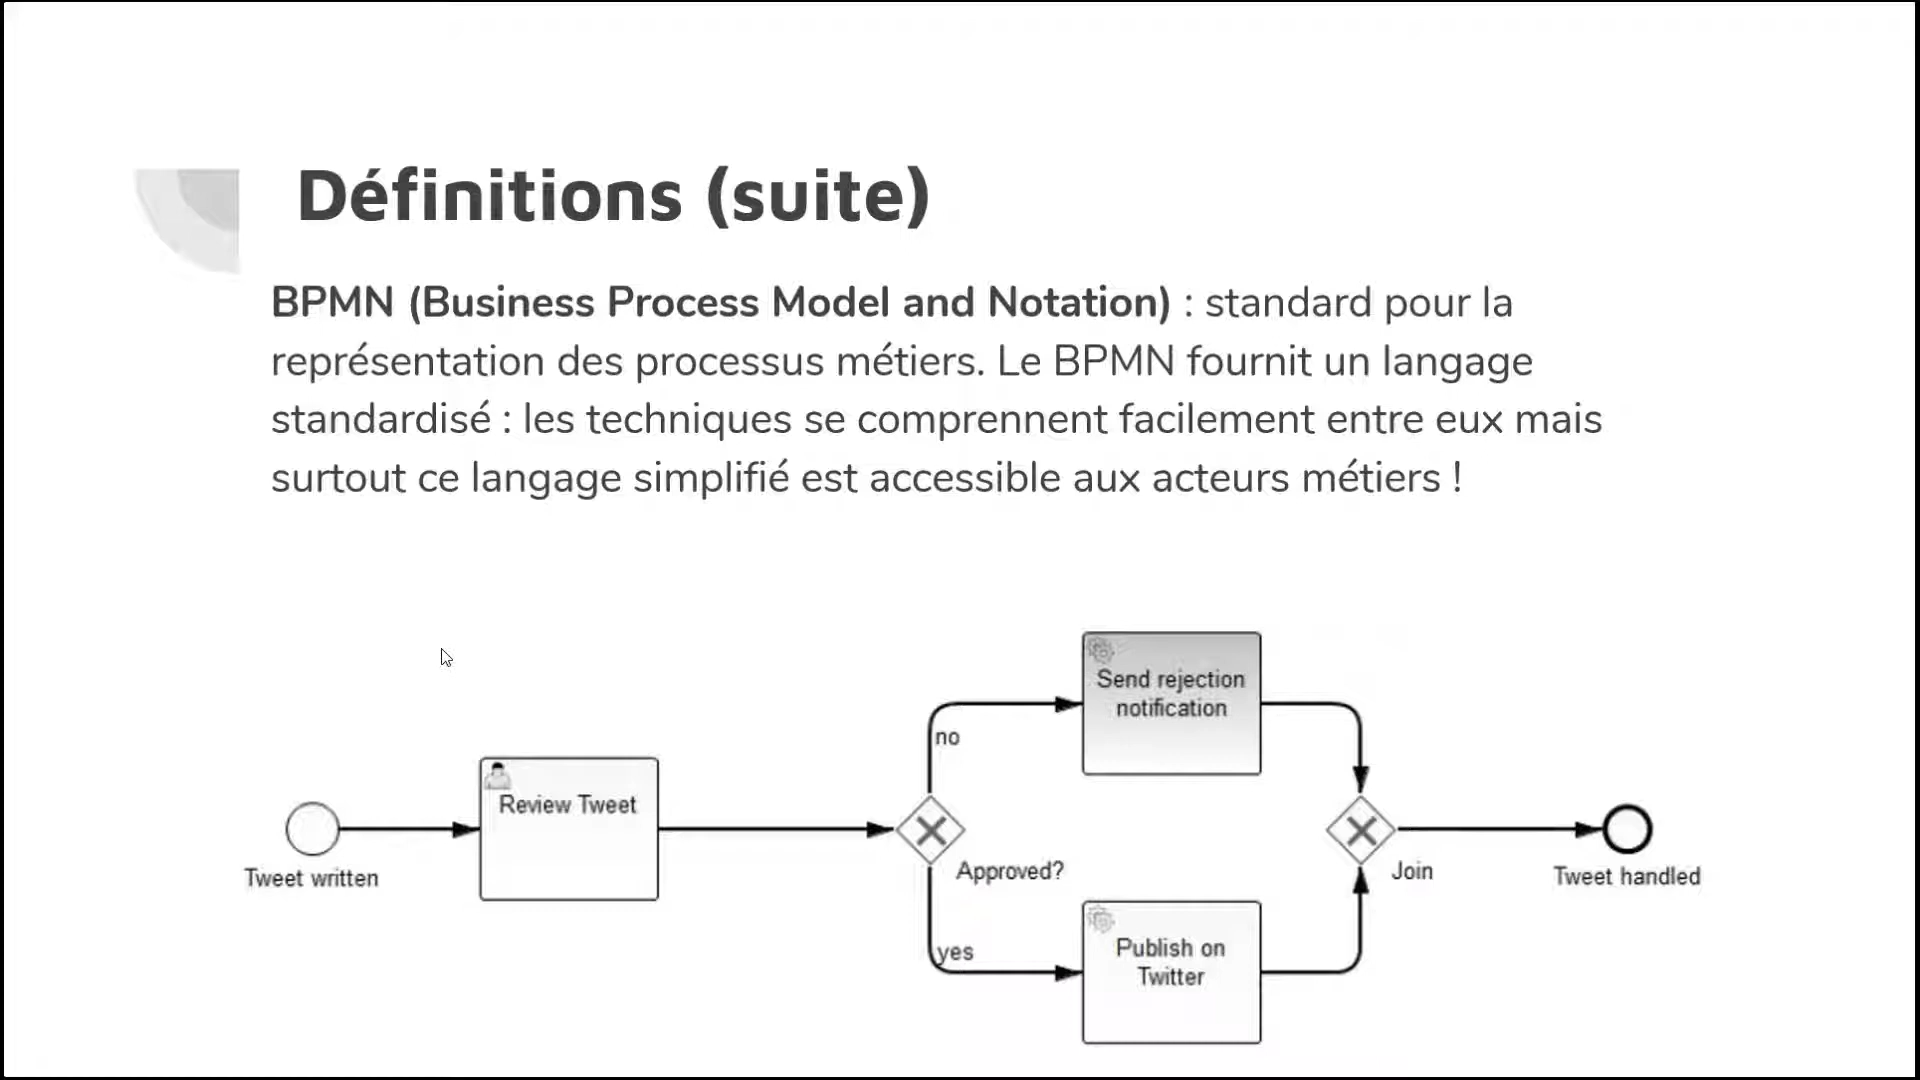 Définitions (suite)
BPMN (Business Process Model and Notation) : standard pour la
représentation des processus métiers. Le BPMN fournit un langage
standardisé : les techniques se comprennent facilement entre eux mais
surtout ce langage simplifié est accessible aux acteurs métiers !
Send rejection
notification
no
Review Tweet
Tweet written
Approved?
Join
Tweet handled
yes
Publish on
Twitter